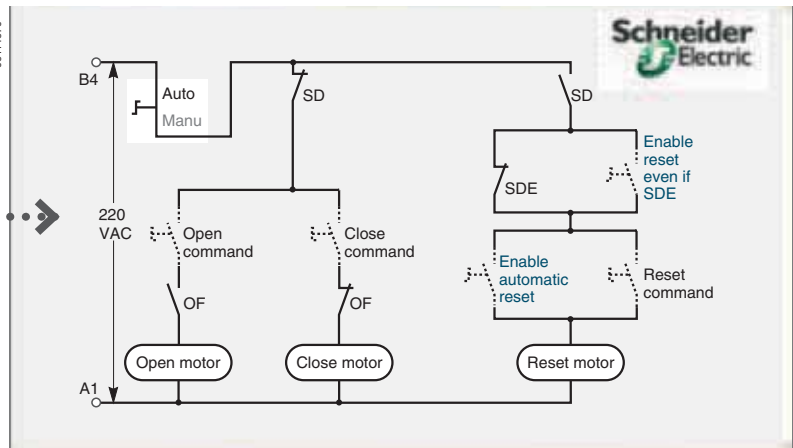 Schneider
Electric
B4
Auto
Manu
SD
SD
Enable
reset
even if
SDE
SDE
220
VAC
Open
command
Close
command
Enable
automatic
reset
Reset
command
OF
OF
Open motor
Close motor
Reset motor
A1